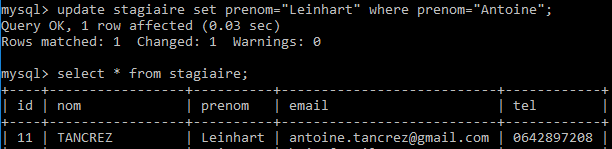 mysql> update stagiaire set prenom="Leinhart" where prenom="Antoine";
Query OK, 1 row affected (0.03 sec)
Rows matched: 1  Changed: 1  Warnings: 0
mysql> select * from stagiaire;
+----+----------------+----------+---------------------------+------------+
| id | nom | prenom | email | tel |
+----+----------------+----------+---------------------------+------------+
| 11 | TANCREZ | Leinhart | antoine.tancrez@gmail.com | 0642897208 |